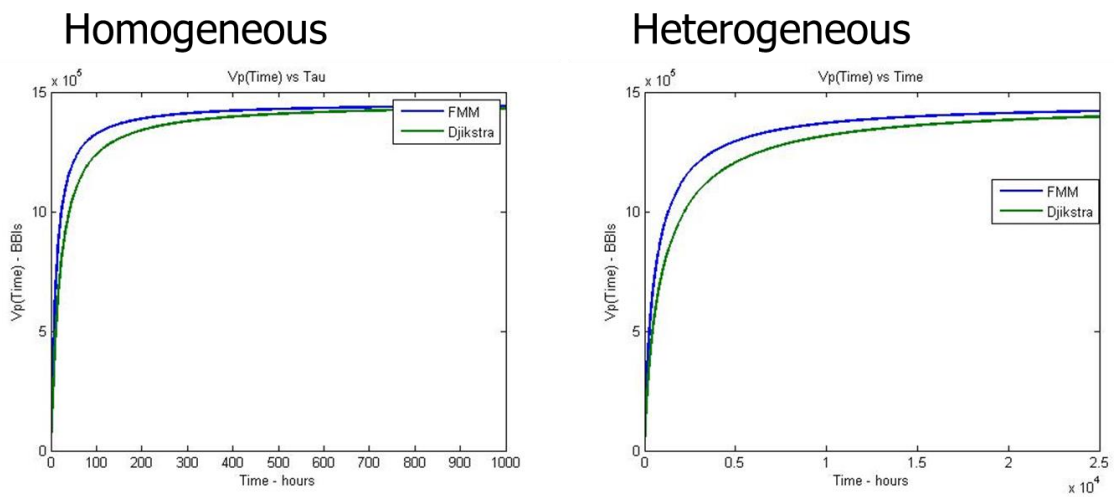 Homogeneous
Heterogeneous
x 10^5
Vp(Time) vs Tau
15
10
5
0
Vp(Time) - BBls
FMM
Djikstra
0 100 200 300 400 500 600 700 800 900 1000
Time - hours
x 10^5
Vp(Time) vs Time
15
10
5
0
Vp(Time) - BBls
FMM
Djikstra
0 0.5 1 1.5 2 2.5
Time - hours
x 10^4